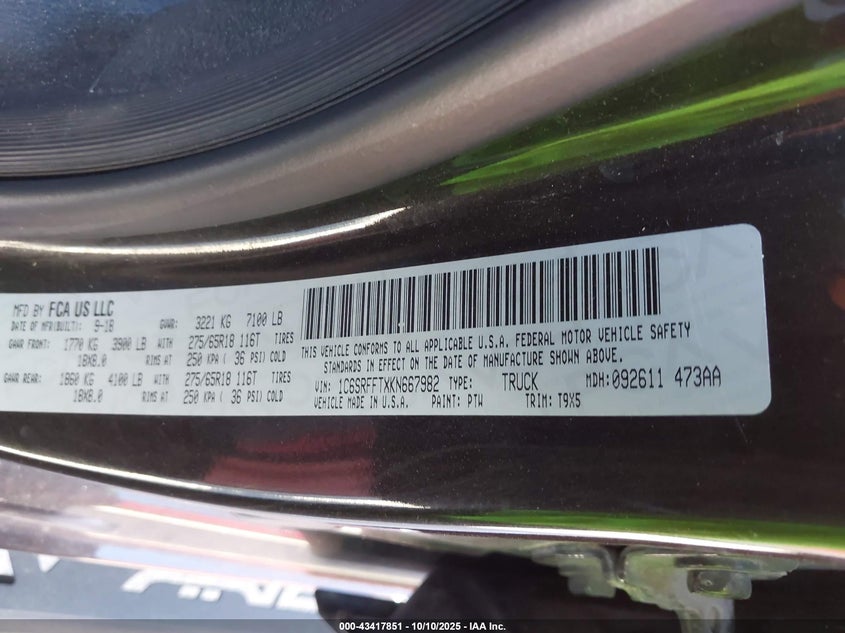 MFD BY FCA US LLC
DATE OF MFR(BUILT): 9-18 GVWR: 3221 KG 7100 LB
GAWR FRONT: 1770 KG 3900 LB WITH 275/65R18 116T TIRES
18X8.0 RIMS AT 250 KPA ( 36 PSI) COLD
GAWR REAR: 1860 KG 4100 LB WITH 275/65R18 116T TIRES
18X8.0 RIMS AT 250 KPA ( 36 PSI) COLD
THIS VEHICLE CONFORMS TO ALL APPLICABLE U.S.A. FEDERAL MOTOR VEHICLE SAFETY
STANDARDS IN EFFECT ON THE DATE OF MANUFACTURE SHOWN ABOVE.
VIN: 1C6SRFFTXKN667982 TYPE: TRUCK MDH: 092611 473AA
VEHICLE MADE IN U.S.A. PAINT: PTW TRIM: T9X5
000-43417851 - 10/10/2025 - IAA Inc.